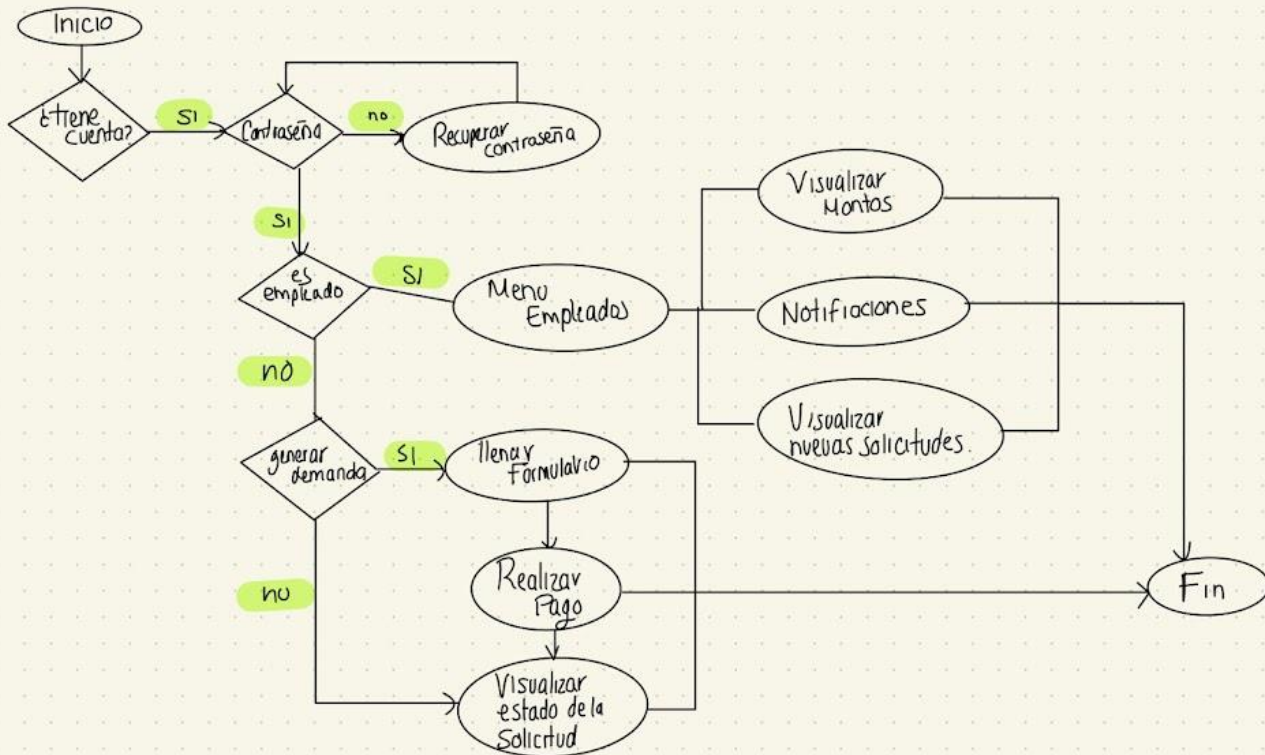 Inicio
¿tiene
cuenta?
SI
Contraseña
no
Recuperar
contraseña
SI
es
empleado
SI
Menu
Empleados
Visualizar
Montos
Notifiaciones
Visualizar
nuevas solicitudes.
no
generar
demanda
SI
llenar
Formulario
Realizar
Pago
no
Visualizar
estado de la
Solicitud
Fin